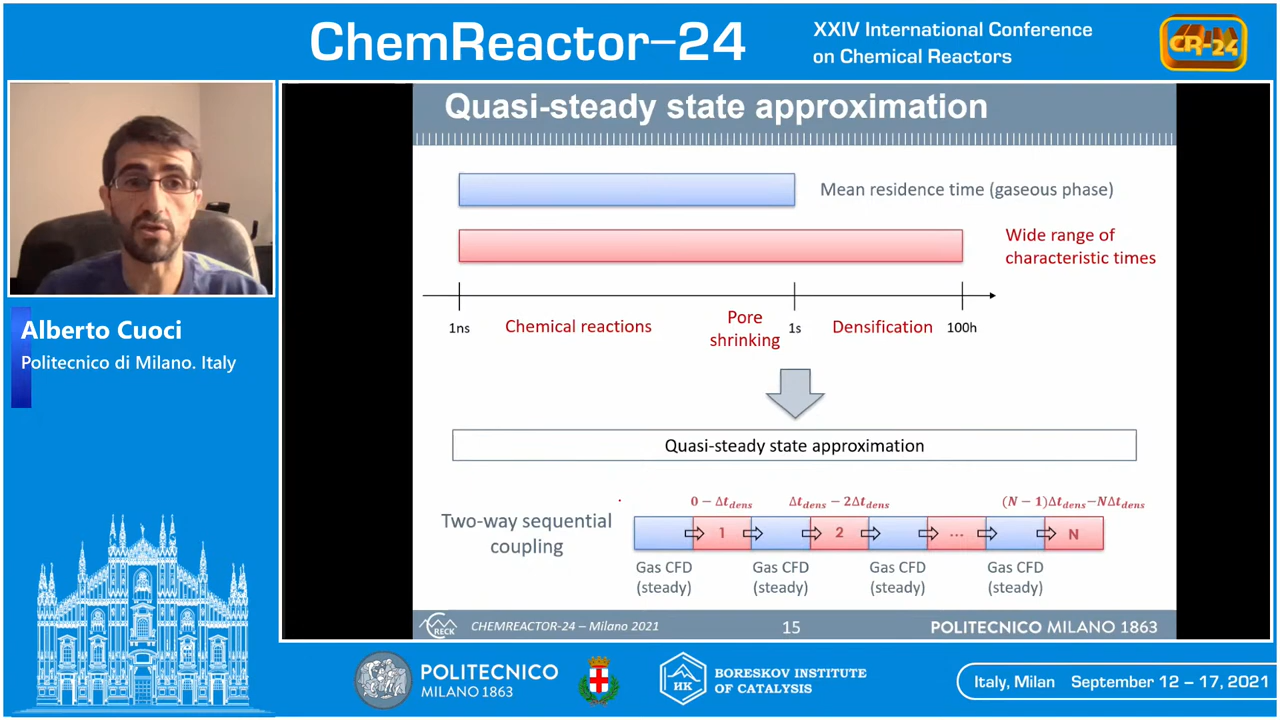 ChemReactor–24
XXIV International Conference
on Chemical Reactors
CR-24
Quasi-steady state approximation
Mean residence time (gaseous phase)
Wide range of
characteristic times
1ns
Chemical reactions
Pore
shrinking
1s
Densification
100h
Quasi-steady state approximation
Two-way sequential
coupling
0 − Δt_dens
Δt_dens − 2Δt_dens
(N − 1)Δt_dens−NΔt_dens
1
2
...
N
Gas CFD
(steady)
Gas CFD
(steady)
Gas CFD
(steady)
Gas CFD
(steady)
RECK
CHEMREACTOR-24 – Milano 2021
15
POLITECNICO MILANO 1863
Alberto Cuoci
Politecnico di Milano. Italy
POLITECNICO
MILANO 1863
НК
BORESKOV INSTITUTE
OF CATALYSIS
Italy, Milan September 12 – 17, 2021